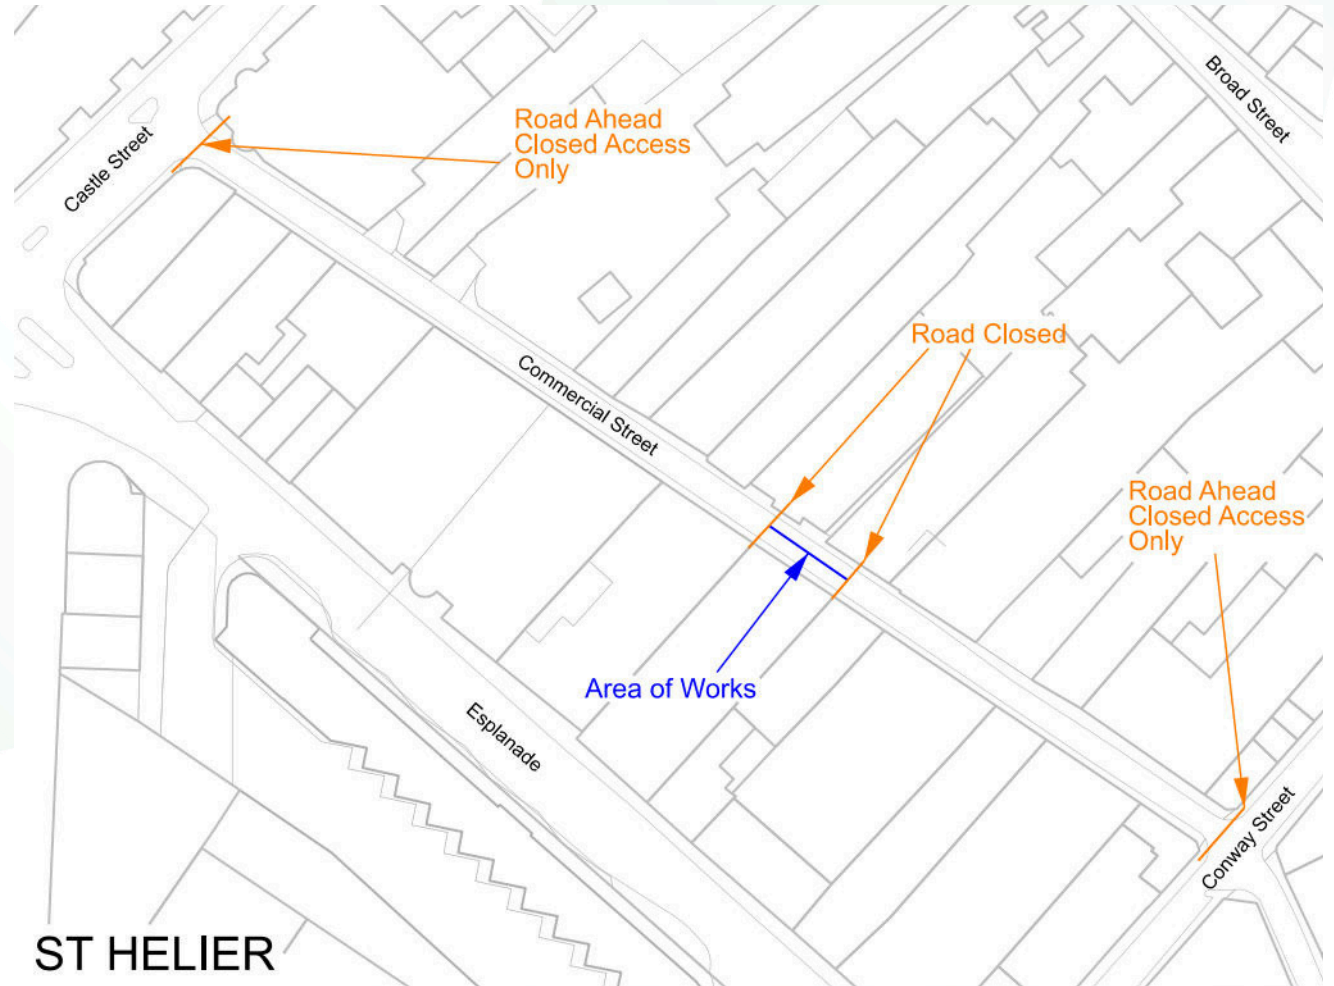 Broad Street
Road Ahead
Closed Access
Only
Castle Street
Road Closed
Commercial Street
Road Ahead
Closed Access
Only
Area of Works
Esplanade
Conway Street
ST HELIER